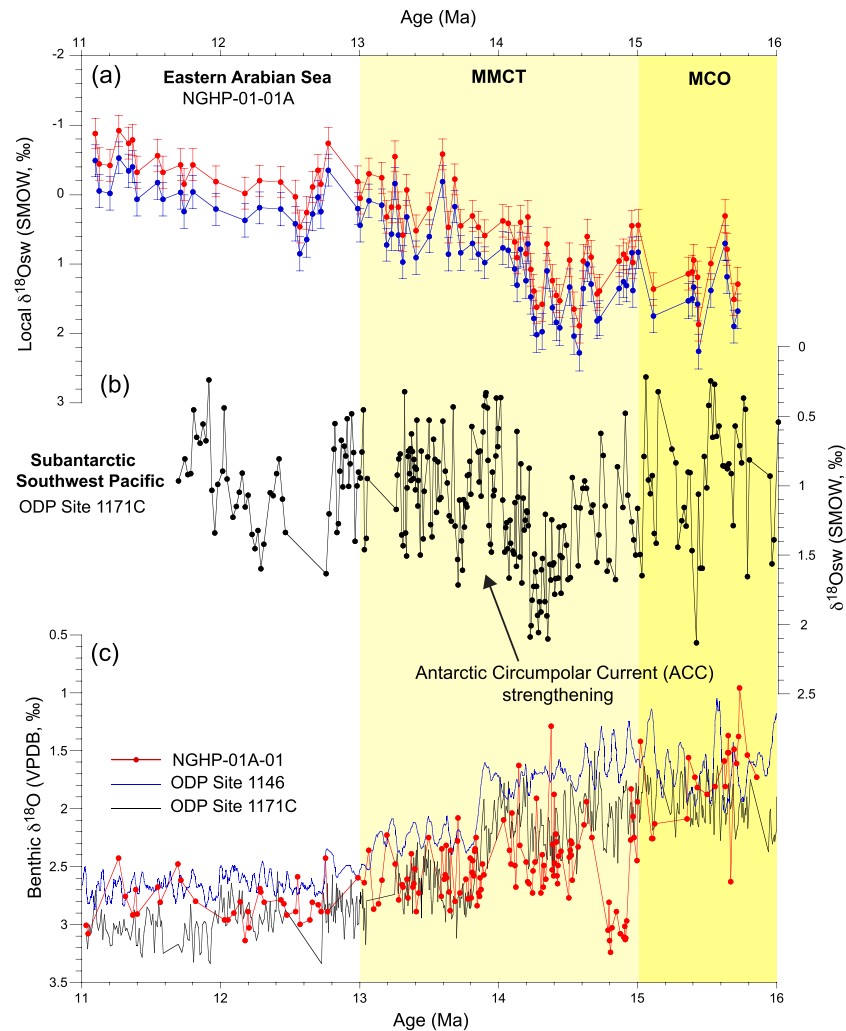 Age (Ma)
11 12 13 14 15 16
(a)
Eastern Arabian Sea
NGHP-01-01A
MMCT
MCO
Local δ18Osw (SMOW, ‰)
-2
-1
0
1
2
3
(b)
Subantarctic
Southwest Pacific
ODP Site 1171C
δ18Osw (SMOW, ‰)
0
0.5
1
1.5
2
2.5
Antarctic Circumpolar Current (ACC)
strengthening
(c)
Benthic δ18O (VPDB, ‰)
0.5
1
1.5
2
2.5
3
3.5
NGHP-01A-01
ODP Site 1146
ODP Site 1171C
11 12 13 14 15 16
Age (Ma)